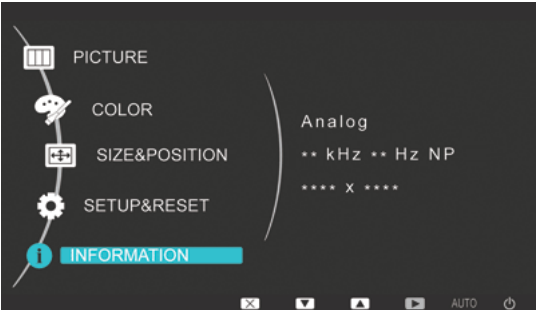 PICTURE
COLOR
SIZE&POSITION
SETUP&RESET
INFORMATION
Analog
** kHz ** Hz NP
**** x ****
AUTO